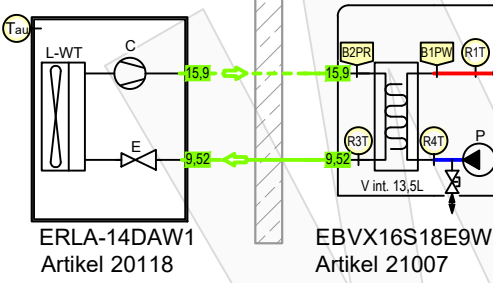 Tau
L-WT
C
E
15,9
9,52
15,9
9,52
B2PR
B1PW
R1T
R3T
R4T
P
V int. 13,5L
ERLA-14DAW1
Artikel 20118
EBVX16S18E9W
Artikel 21007